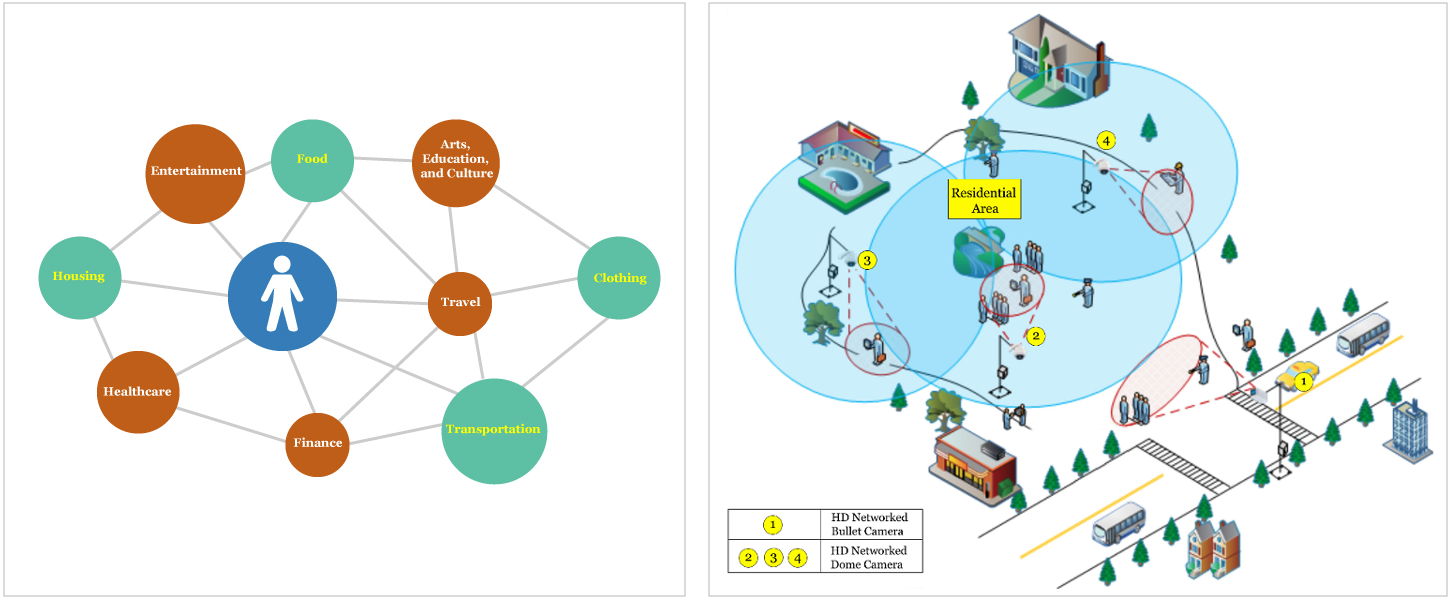 Entertainment
Food
Arts,
Education,
and Culture
Housing
Clothing
Travel
Healthcare
Finance
Transportation
4
Residential
Area
3
2
1
1
HD Networked
Bullet Camera
2 3 4
HD Networked
Dome Camera